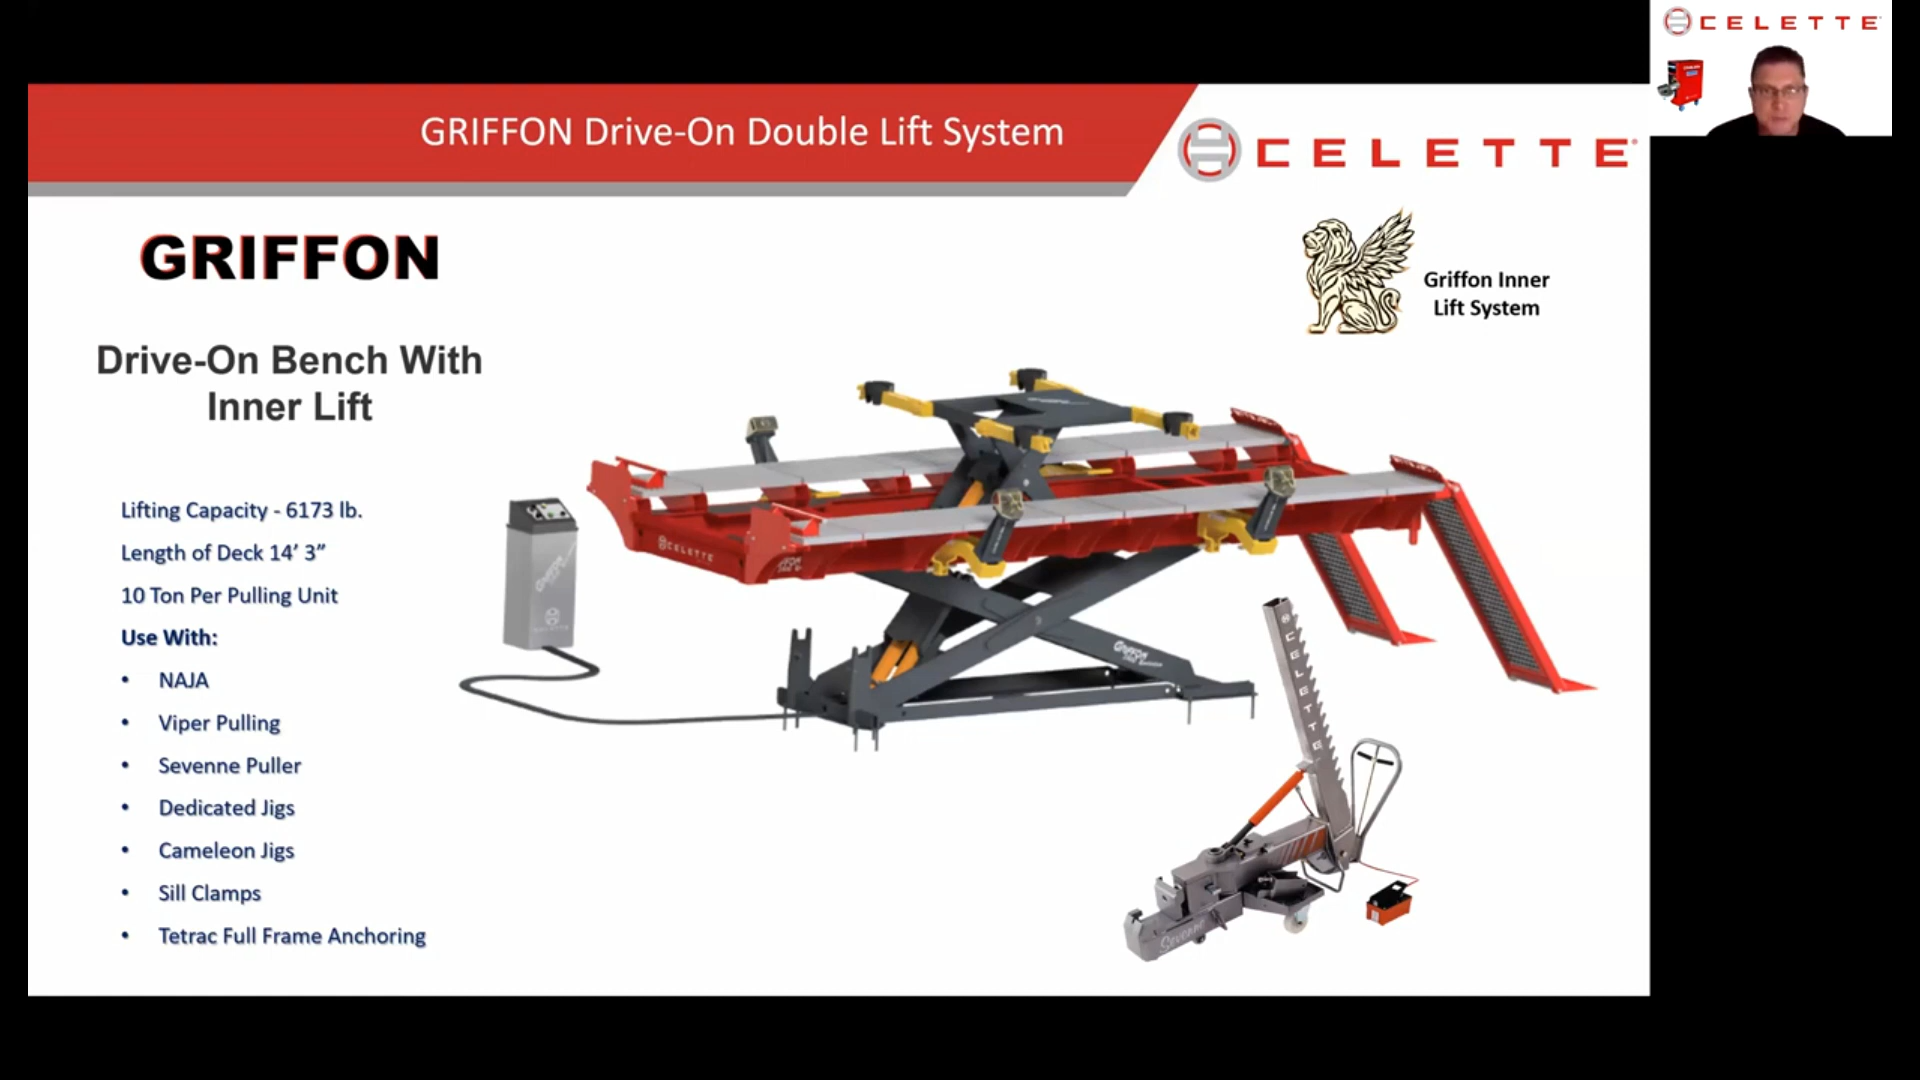 CELETTE
GRIFFON Drive-On Double Lift System
CELETTE
GRIFFON
Griffon Inner
Lift System
Drive-On Bench With
Inner Lift
Lifting Capacity - 6173 lb.
Length of Deck 14’ 3”
10 Ton Per Pulling Unit
Use With:
• NAJA
• Viper Pulling
• Sevenne Puller
• Dedicated Jigs
• Cameleon Jigs
• Sill Clamps
• Tetrac Full Frame Anchoring
CELETTE
GRIFFON
CELETTE
Sevenne